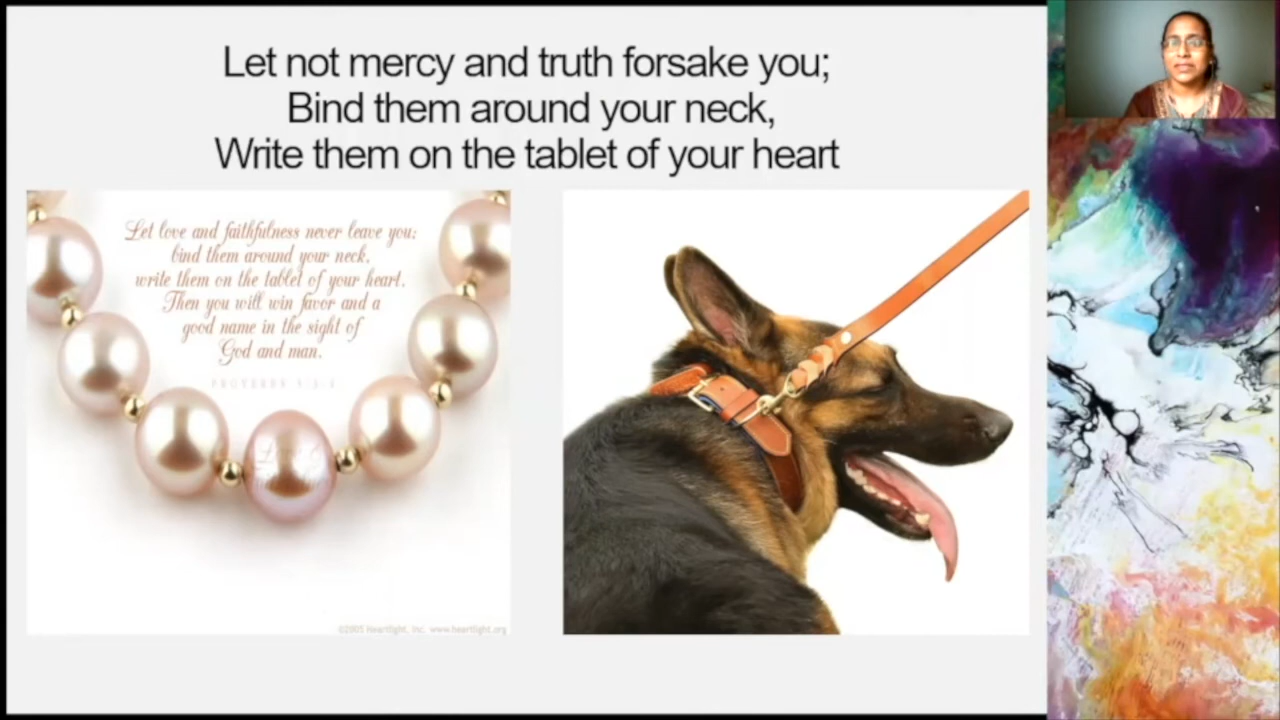 Let not mercy and truth forsake you;
Bind them around your neck,
Write them on the tablet of your heart
Let love and faithfulness never leave you;
bind them around your neck,
write them on the tablet of your heart.
Then you will win favor and a
good name in the sight of
God and man.
PROVERBS
©2005 Heartlight, Inc. www.heartlight.org